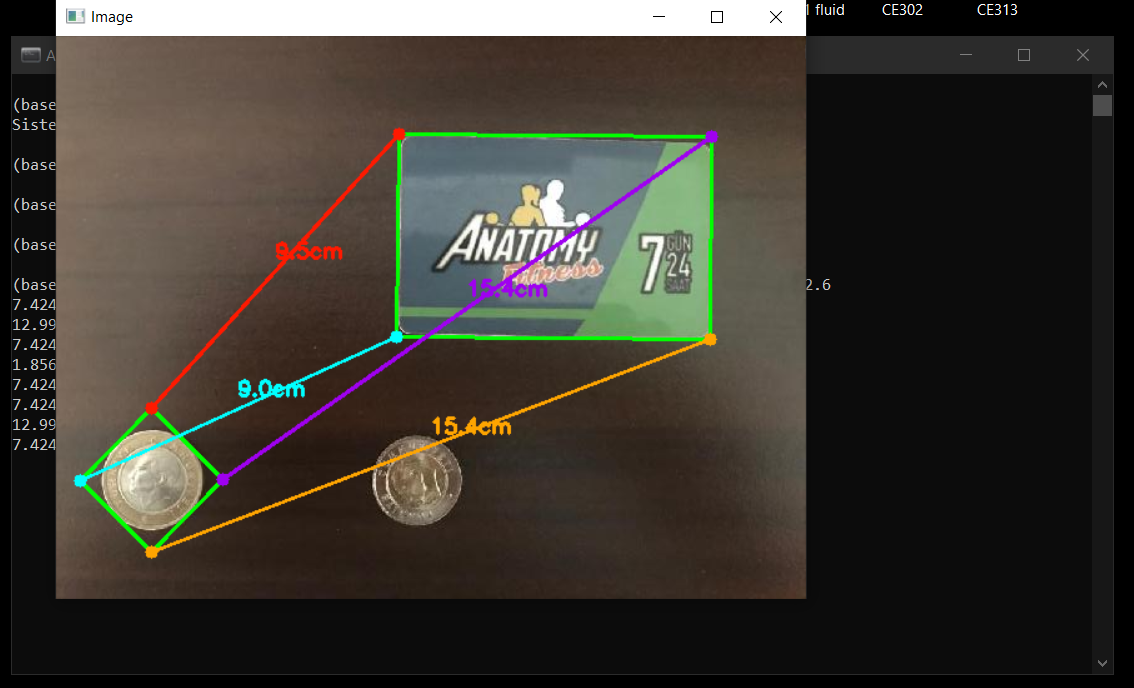 Image
l fluid CE302 CE313
A
(base
Siste
(base
(base
(base
(base 2.6
7.424
12.99
7.424
1.856
7.424
7.424
12.99
7.424
9.5cm
15.4cm
9.0cm
15.4cm
ANATOMY
Fitness
7 GÜN
24
SAAT